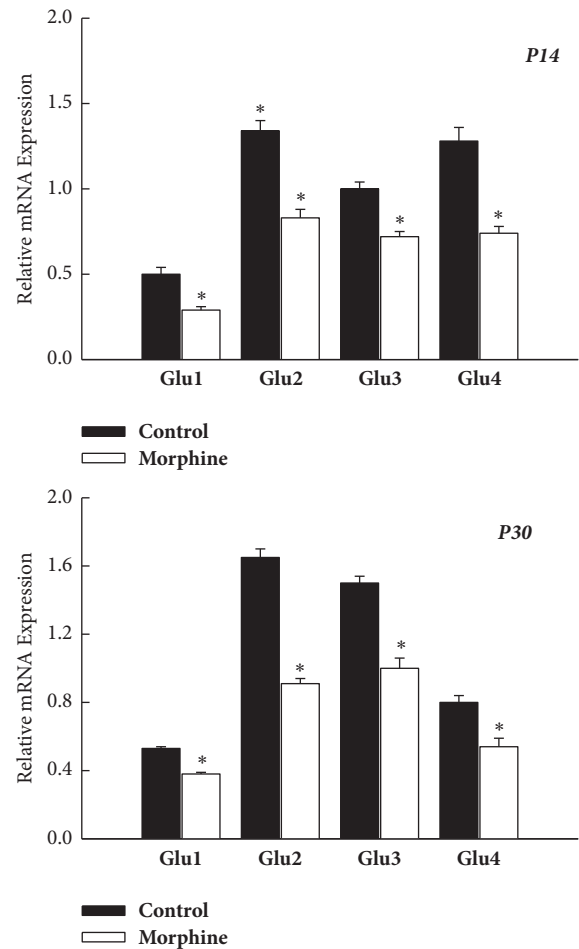 2.0
P14
Relative mRNA Expression
1.5
*
*
1.0
*
*
0.5
*
0.0
Glu1 Glu2 Glu3 Glu4
Control
Morphine
2.0
P30
Relative mRNA Expression
1.6
1.2
*
*
0.8
*
*
0.4
0.0
Glu1 Glu2 Glu3 Glu4
Control
Morphine